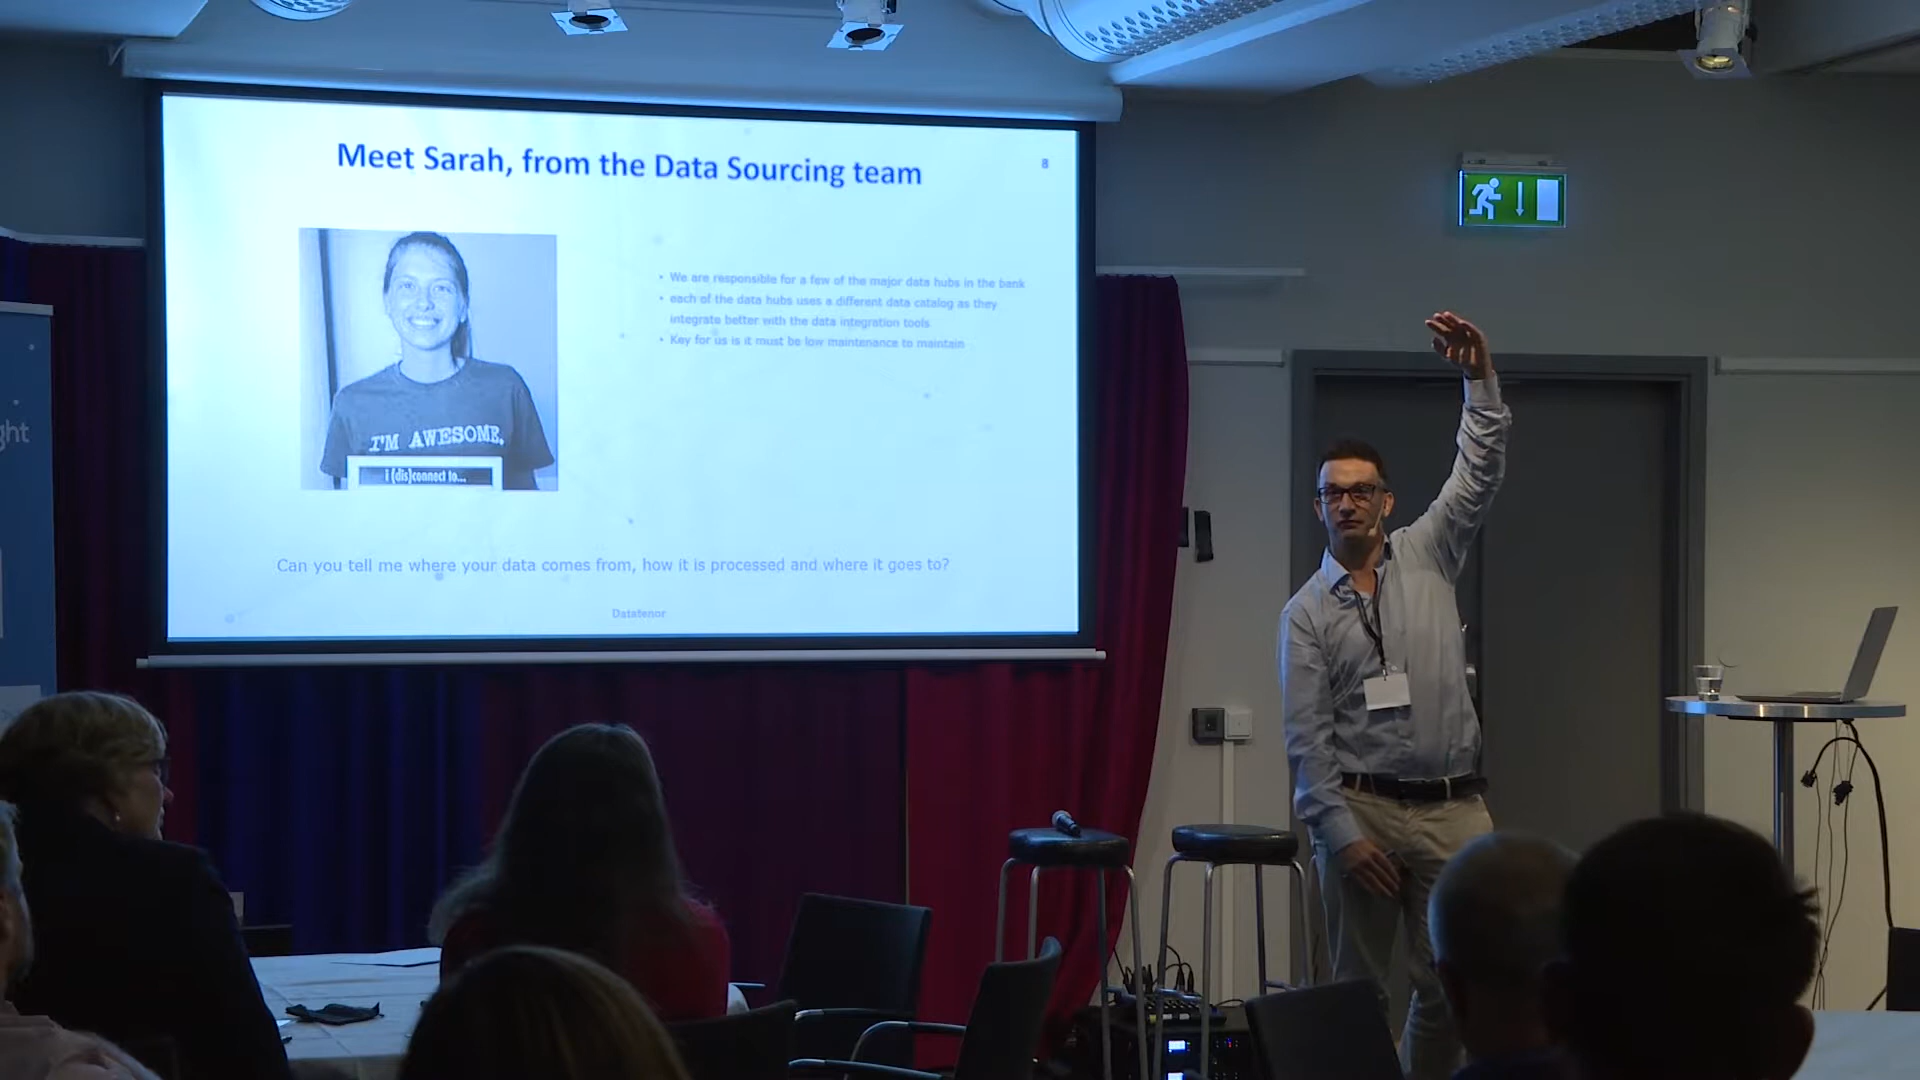 Meet Sarah, from the Data Sourcing team
8
• We are responsible for a few of the major data hubs in the bank
• each of the data hubs uses a different data catalog as they
integrate better with the data integration tools
• Key for us is it must be low maintenance to maintain
I'M AWESOME.
i (dis)connect to...
Can you tell me where your data comes from, how it is processed and where it goes to?
Datatenor
ght